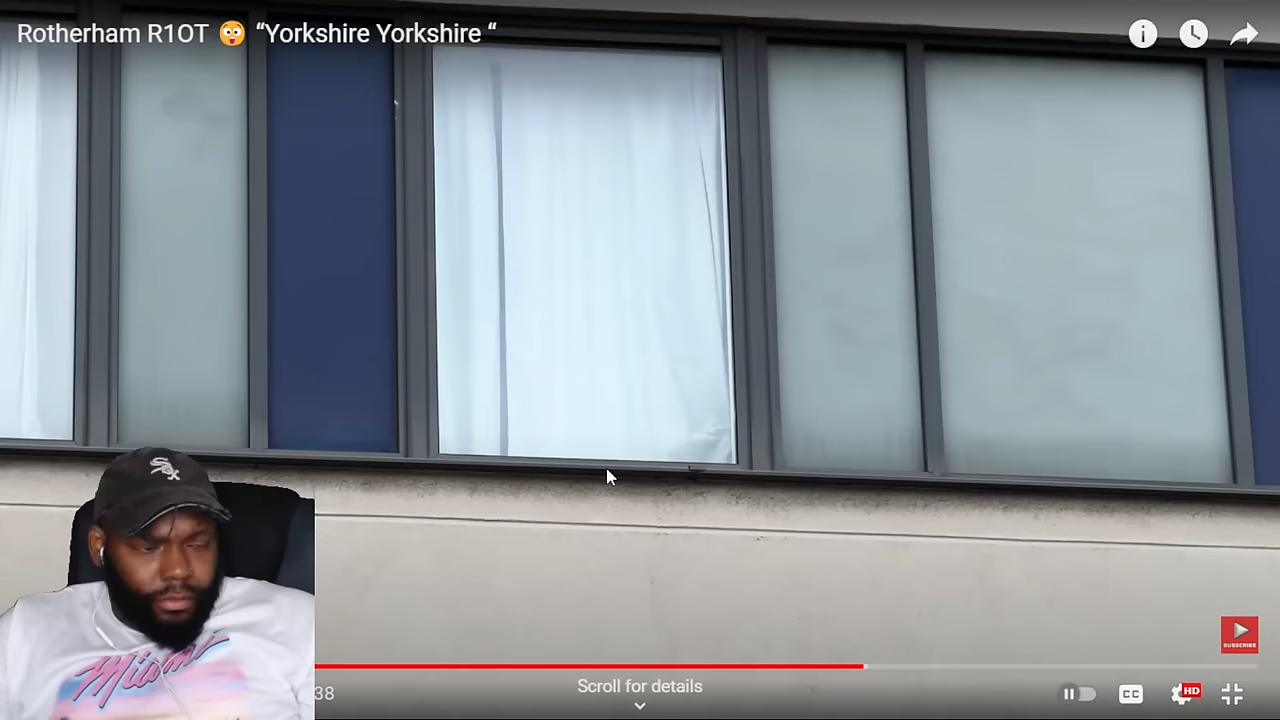 Rotherham R1OT 😲 “Yorkshire Yorkshire “
SUBSCRIBE
Sox
Miami
38
Scroll for details
CC
HD